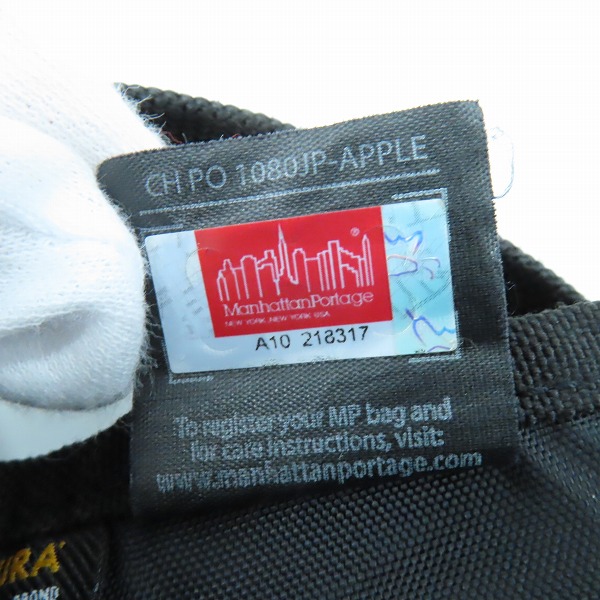 CH PO 1080JP-APPLE
®
ManhattanPortage
NEW YORK, NEW YORK USA
A10 218317
To register your MP bag and
for care instructions, visit:
www.manhattanportage.com
URA